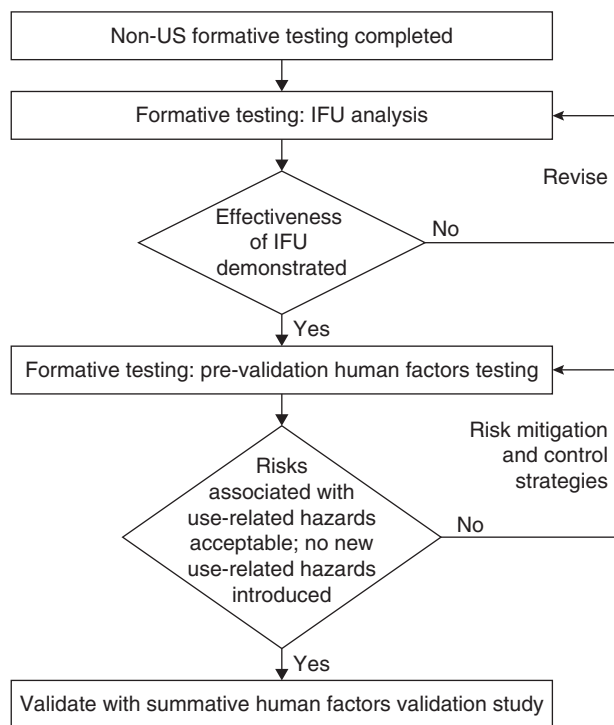 Non-US formative testing completed
Formative testing: IFU analysis
Revise
Effectiveness
of IFU
demonstrated
No
Yes
Formative testing: pre-validation human factors testing
Risk mitigation
and control
strategies
Risks
associated with
use-related hazards
acceptable; no new
use-related hazards
introduced
No
Yes
Validate with summative human factors validation study